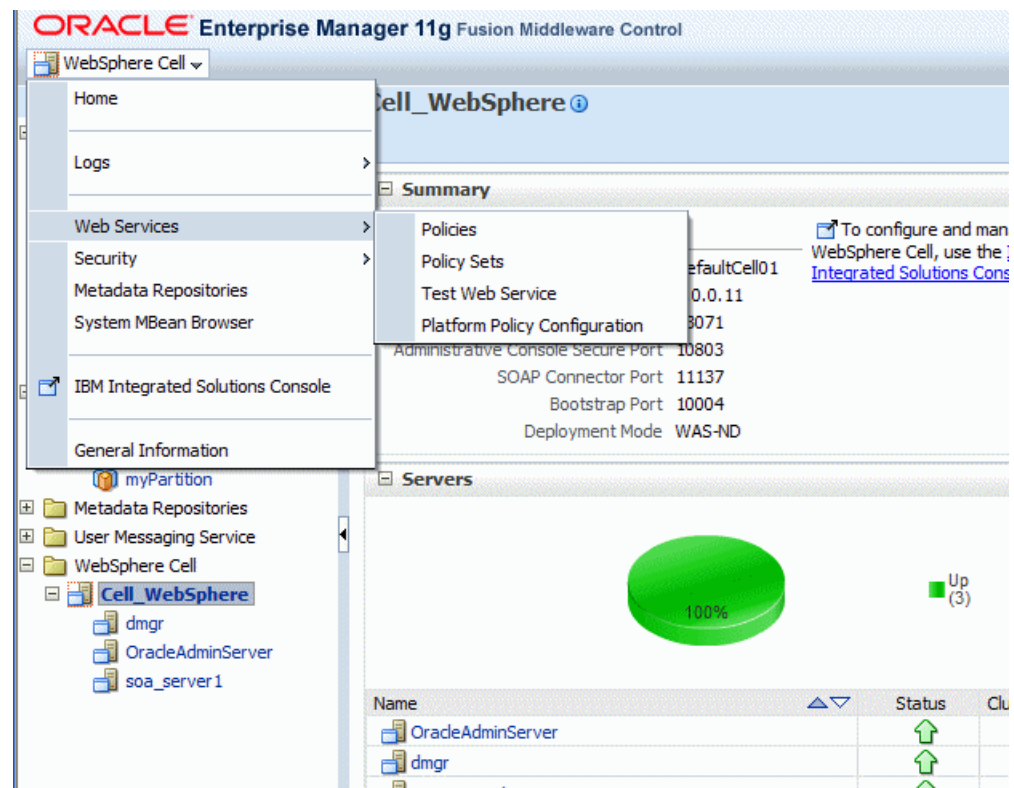 ORACLE Enterprise Manager 11g Fusion Middleware Control
WebSphere Cell
Home
Logs
Web Services
Security
Metadata Repositories
System MBean Browser
IBM Integrated Solutions Console
General Information
Policies
Policy Sets
Test Web Service
Platform Policy Configuration
Cell_WebSphere
Summary
To configure and man
WebSphere Cell, use the
Integrated Solutions Cons
efaultCell01
.0.0.11
071
Administrative Console Secure Port 10803
SOAP Connector Port 11137
Bootstrap Port 10004
Deployment Mode WAS-ND
myPartition
Metadata Repositories
User Messaging Service
WebSphere Cell
Cell_WebSphere
dmgr
OracleAdminServer
soa_server1
Servers
100%
Up
(3)
Name Status Clu
OracleAdminServer
dmgr